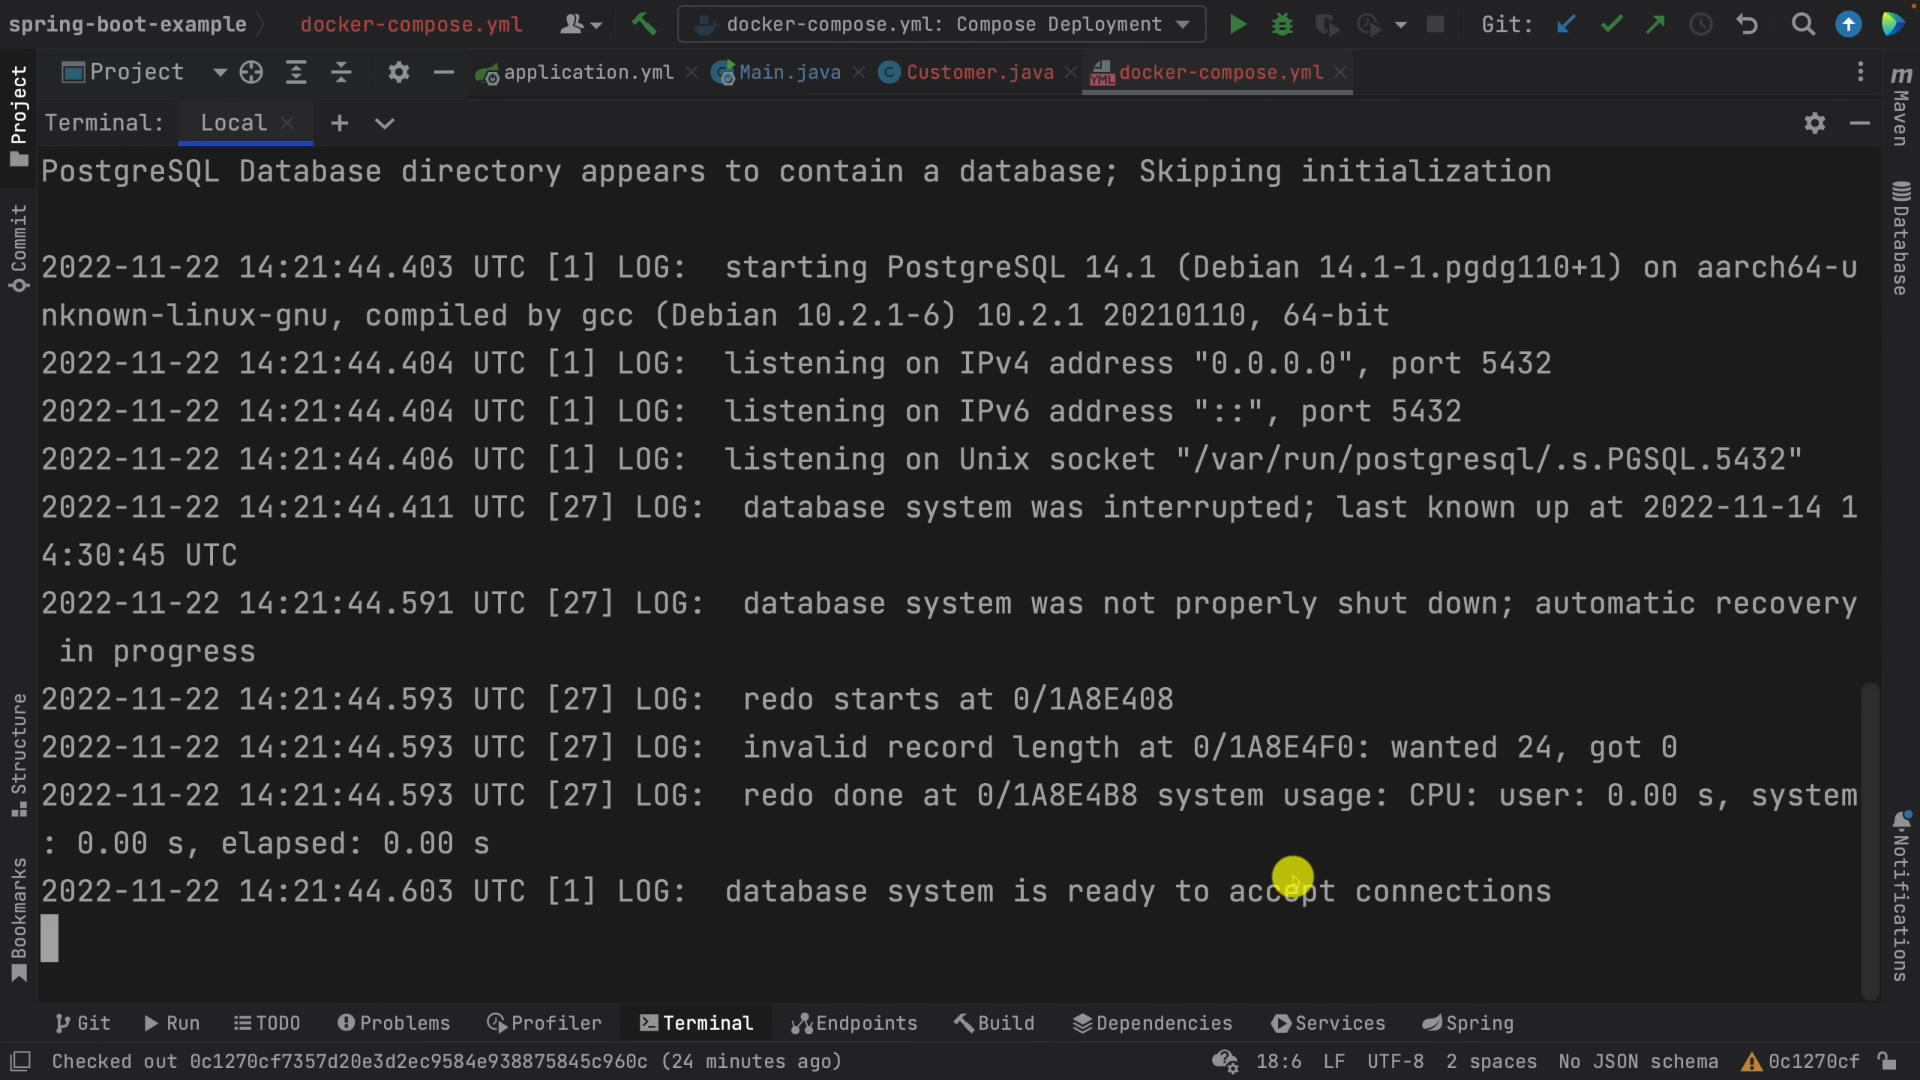 spring-boot-example docker-compose.yml docker-compose.yml: Compose Deployment Git:
Project application.yml Main.java Customer.java docker-compose.yml
Terminal: Local
PostgreSQL Database directory appears to contain a database; Skipping initialization
2022-11-22 14:21:44.403 UTC [1] LOG:  starting PostgreSQL 14.1 (Debian 14.1-1.pgdg110+1) on aarch64-u
nknown-linux-gnu, compiled by gcc (Debian 10.2.1-6) 10.2.1 20210110, 64-bit
2022-11-22 14:21:44.404 UTC [1] LOG:  listening on IPv4 address "0.0.0.0", port 5432
2022-11-22 14:21:44.404 UTC [1] LOG:  listening on IPv6 address "::", port 5432
2022-11-22 14:21:44.406 UTC [1] LOG:  listening on Unix socket "/var/run/postgresql/.s.PGSQL.5432"
2022-11-22 14:21:44.411 UTC [27] LOG:  database system was interrupted; last known up at 2022-11-14 1
4:30:45 UTC
2022-11-22 14:21:44.591 UTC [27] LOG:  database system was not properly shut down; automatic recovery
 in progress
2022-11-22 14:21:44.593 UTC [27] LOG:  redo starts at 0/1A8E408
2022-11-22 14:21:44.593 UTC [27] LOG:  invalid record length at 0/1A8E4F0: wanted 24, got 0
2022-11-22 14:21:44.593 UTC [27] LOG:  redo done at 0/1A8E4B8 system usage: CPU: user: 0.00 s, system
: 0.00 s, elapsed: 0.00 s
2022-11-22 14:21:44.603 UTC [1] LOG:  database system is ready to accept connections
Project
Commit
Structure
Bookmarks
m Maven
Database
Notifications
Git Run TODO Problems Profiler Terminal Endpoints Build Dependencies Services Spring
Checked out 0c1270cf7357d20e3d2ec9584e938875845c960c (24 minutes ago) 18:6 LF UTF-8 2 spaces No JSON schema 0c1270cf